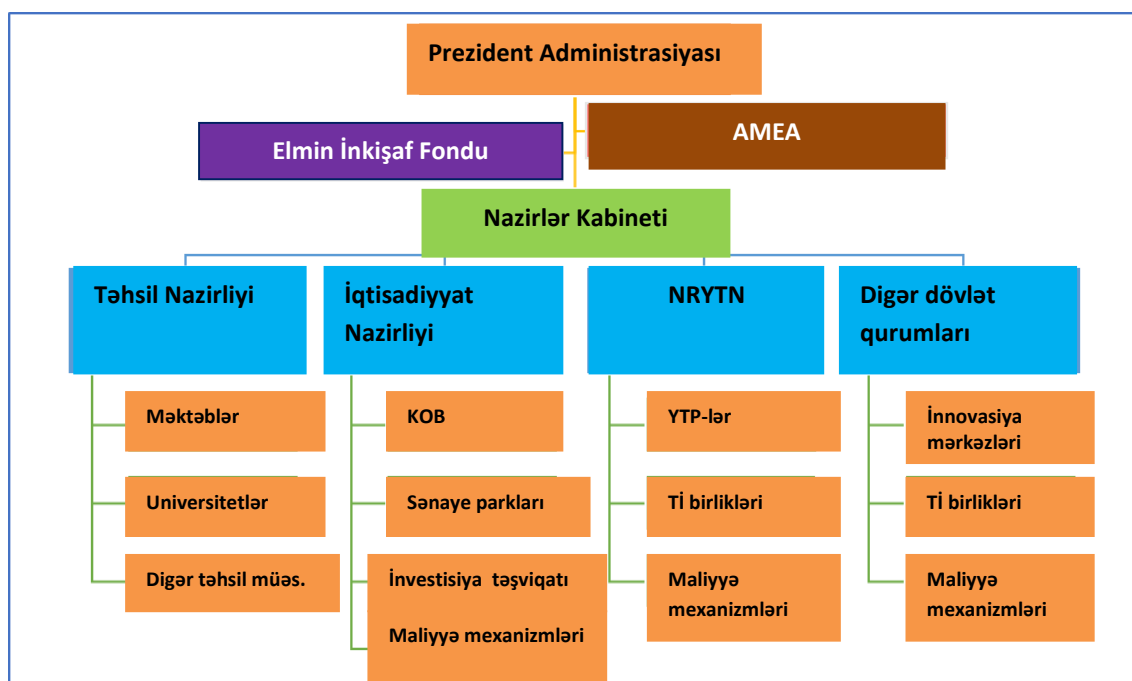 Prezident Administrasiyası
AMEA
Elmin İnkişaf Fondu
Nazirlər Kabineti
Təhsil Nazirliyi
İqtisadiyyat
Nazirliyi
NRYTN
Digər dövlət
qurumları
Məktəblər
KOB
YTP-lər
İnnovasiya
mərkəzləri
Universitetlər
Sənaye parkları
Tİ birlikləri
Tİ birlikləri
Digər təhsil müəs.
İnvestisiya təşviqatı
Maliyyə mexanizmləri
Maliyyə
mexanizmləri
Maliyyə
mexanizmləri